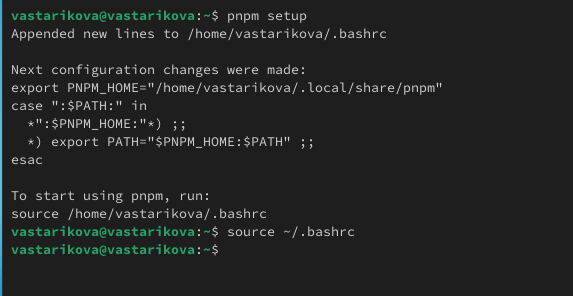 vastarikova@vastarikova:~$ pnpm setup
Appended new lines to /home/vastarikova/.bashrc

Next configuration changes were made:
export PNPM_HOME="/home/vastarikova/.local/share/pnpm"
case ":$PATH:" in
  *":$PNPM_HOME:"*) ;;
  *) export PATH="$PNPM_HOME:$PATH" ;;
esac

To start using pnpm, run:
source /home/vastarikova/.bashrc
vastarikova@vastarikova:~$ source ~/.bashrc
vastarikova@vastarikova:~$